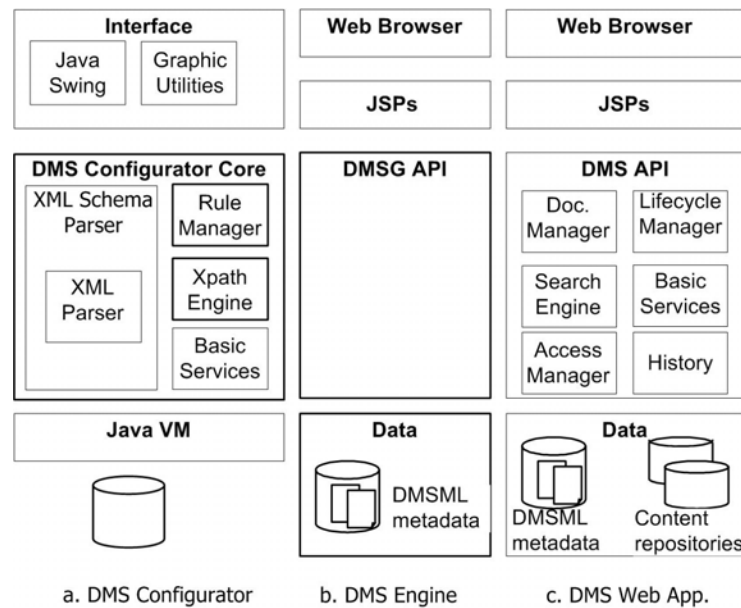 Interface
Java
Swing
Graphic
Utilities
Web Browser
Web Browser
JSPs
JSPs
DMS Configurator Core
XML Schema
Parser
XML
Parser
Rule
Manager
Xpath
Engine
Basic
Services
DMSG API
DMS API
Doc.
Manager
Lifecycle
Manager
Search
Engine
Basic
Services
Access
Manager
History
Java VM
Data
DMSML
metadata
Data
DMSML
metadata
Content
repositories
a. DMS Configurator
b. DMS Engine
c. DMS Web App.